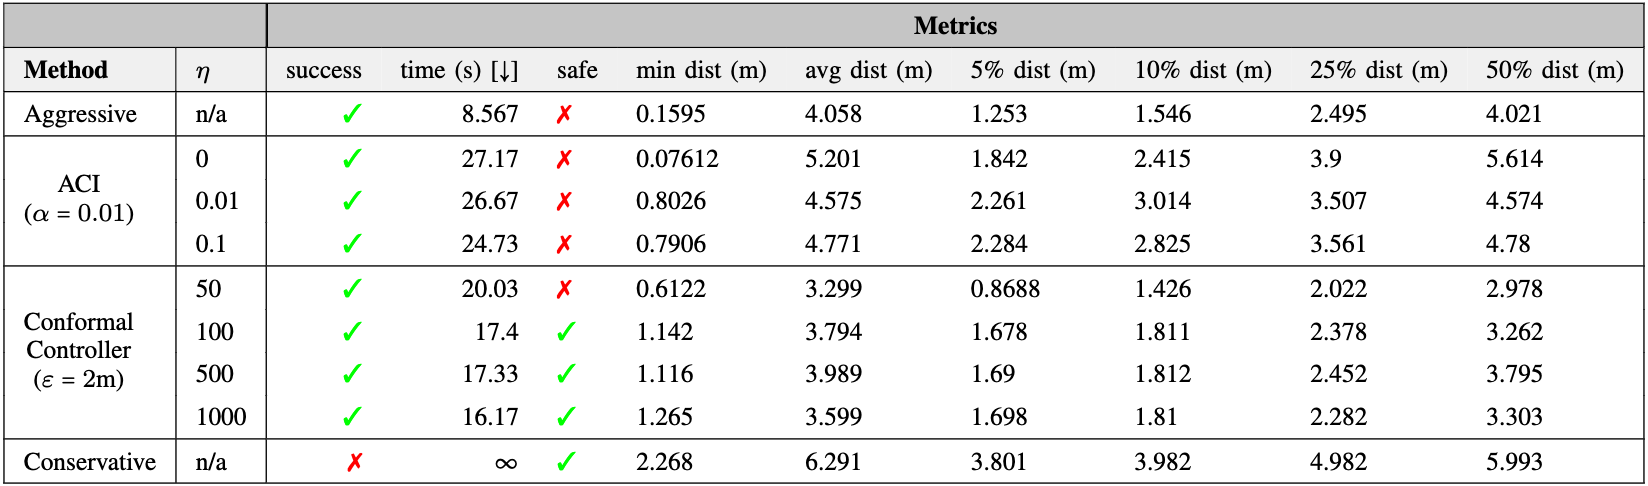 Metrics
Method η success time (s) [↓] safe min dist (m) avg dist (m) 5% dist (m) 10% dist (m) 25% dist (m) 50% dist (m)
Aggressive n/a ✓ 8.567 ✗ 0.1595 4.058 1.253 1.546 2.495 4.021
ACI
(α = 0.01)
0 ✓ 27.17 ✗ 0.07612 5.201 1.842 2.415 3.9 5.614
0.01 ✓ 26.67 ✗ 0.8026 4.575 2.261 3.014 3.507 4.574
0.1 ✓ 24.73 ✗ 0.7906 4.771 2.284 2.825 3.561 4.78
Conformal
Controller
(ε = 2m)
50 ✓ 20.03 ✗ 0.6122 3.299 0.8688 1.426 2.022 2.978
100 ✓ 17.4 ✓ 1.142 3.794 1.678 1.811 2.378 3.262
500 ✓ 17.33 ✓ 1.116 3.989 1.69 1.812 2.452 3.795
1000 ✓ 16.17 ✓ 1.265 3.599 1.698 1.81 2.282 3.303
Conservative n/a ✗ ∞ ✓ 2.268 6.291 3.801 3.982 4.982 5.993